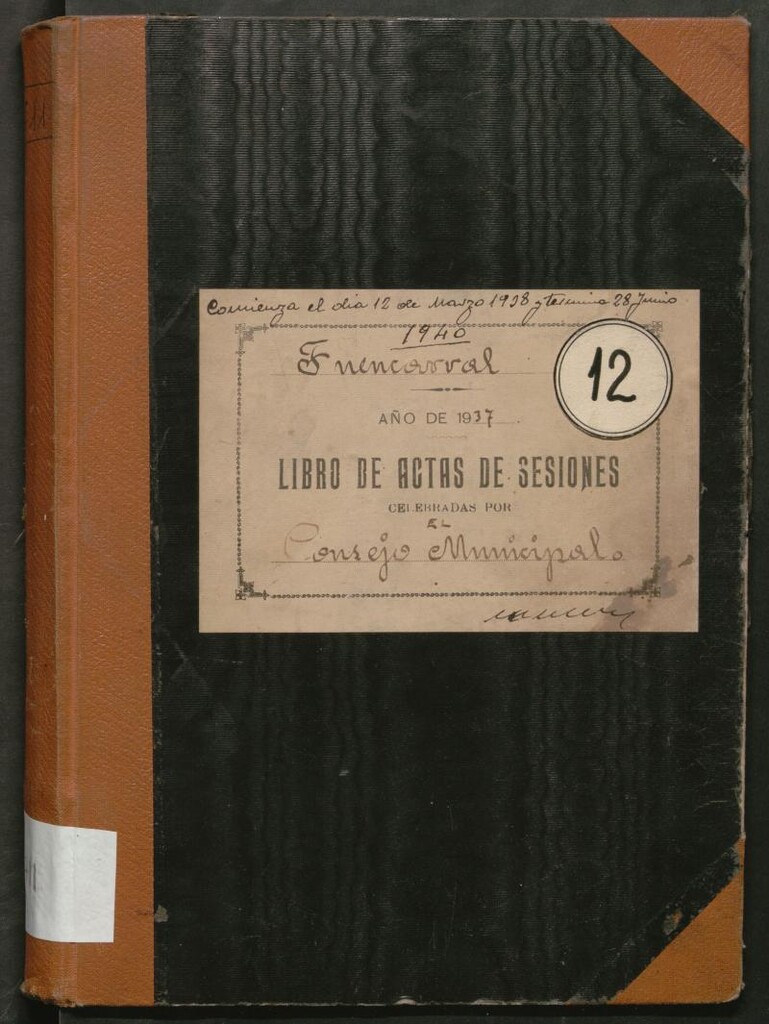 Comienza el dia 12 de Marzo 1938 y termina 28 Junio
1940
Fuencarral
12
AÑO DE 1937
LIBRO DE ACTAS DE SESIONES
CELEBRADAS POR
EL
Consejo Municipal.